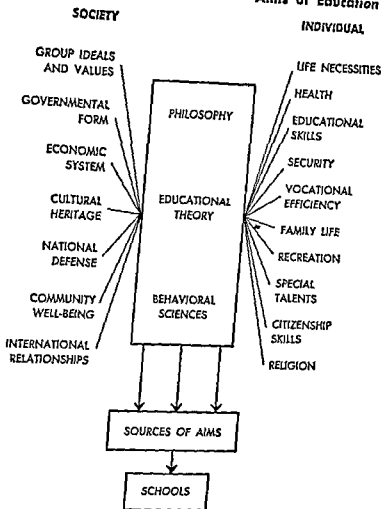 Aims of Education
SOCIETY
INDIVIDUAL
GROUP IDEALS
AND VALUES
GOVERNMENTAL
FORM
ECONOMIC
SYSTEM
CULTURAL
HERITAGE
NATIONAL
DEFENSE
COMMUNITY
WELL-BEING
INTERNATIONAL
RELATIONSHIPS
PHILOSOPHY
EDUCATIONAL
THEORY
BEHAVIORAL
SCIENCES
LIFE NECESSITIES
HEALTH
EDUCATIONAL
SKILLS
SECURITY
VOCATIONAL
EFFICIENCY
FAMILY LIFE
RECREATION
SPECIAL
TALENTS
CITIZENSHIP
SKILLS
RELIGION
SOURCES OF AIMS
SCHOOLS